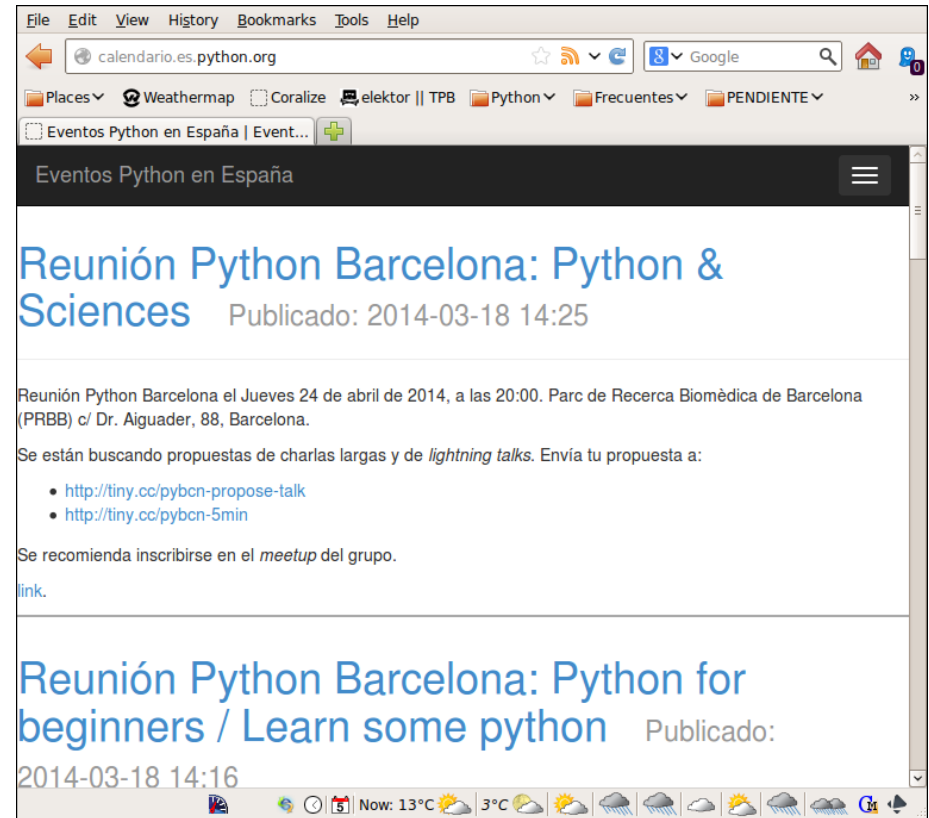 File Edit View History Bookmarks Tools Help
calendario.es.python.org Google 0
Places Weathermap Coralize elektor || TPB Python Frecuentes PENDIENTE »
Eventos Python en España | Event...
Eventos Python en España
Reunión Python Barcelona: Python &
Sciences Publicado: 2014-03-18 14:25
Reunión Python Barcelona el Jueves 24 de abril de 2014, a las 20:00. Parc de Recerca Biomèdica de Barcelona
(PRBB) c/ Dr. Aiguader, 88, Barcelona.
Se están buscando propuestas de charlas largas y de lightning talks. Envía tu propuesta a:
• http://tiny.cc/pybcn-propose-talk
• http://tiny.cc/pybcn-5min
Se recomienda inscribirse en el meetup del grupo.
link.
Reunión Python Barcelona: Python for
beginners / Learn some python Publicado:
2014-03-18 14:16
5 Now: 13°C 3°C GM